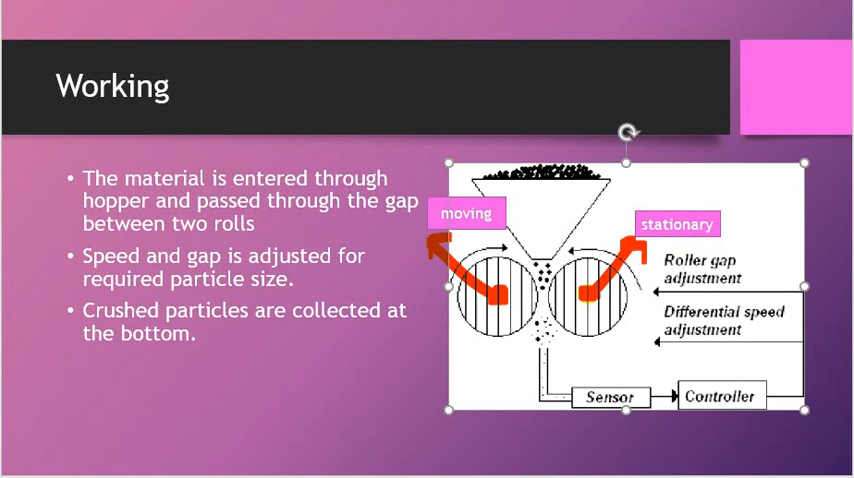 Working
• The material is entered through
hopper and passed through the gap
between two rolls
• Speed and gap is adjusted for
required particle size.
• Crushed particles are collected at
the bottom.
moving
stationary
Roller gap
adjustment
Differential speed
adjustment
Sensor
Controller